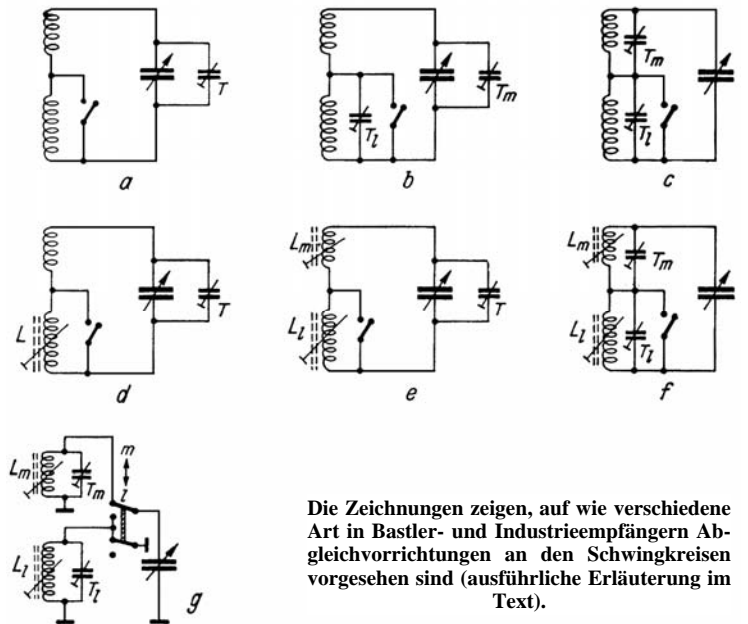 T
a
T_l
T_m
b
T_m
T_l
c
L
T
d
L_m
L_l
T
e
L_m
T_m
L_l
T_l
f
L_m
T_m
m
l
L_l
T_l
g
Die Zeichnungen zeigen, auf wie verschiedene
Art in Bastler- und Industrieempfängern Ab-
gleichvorrichtungen an den Schwingkreisen
vorgesehen sind (ausführliche Erläuterung im
Text).